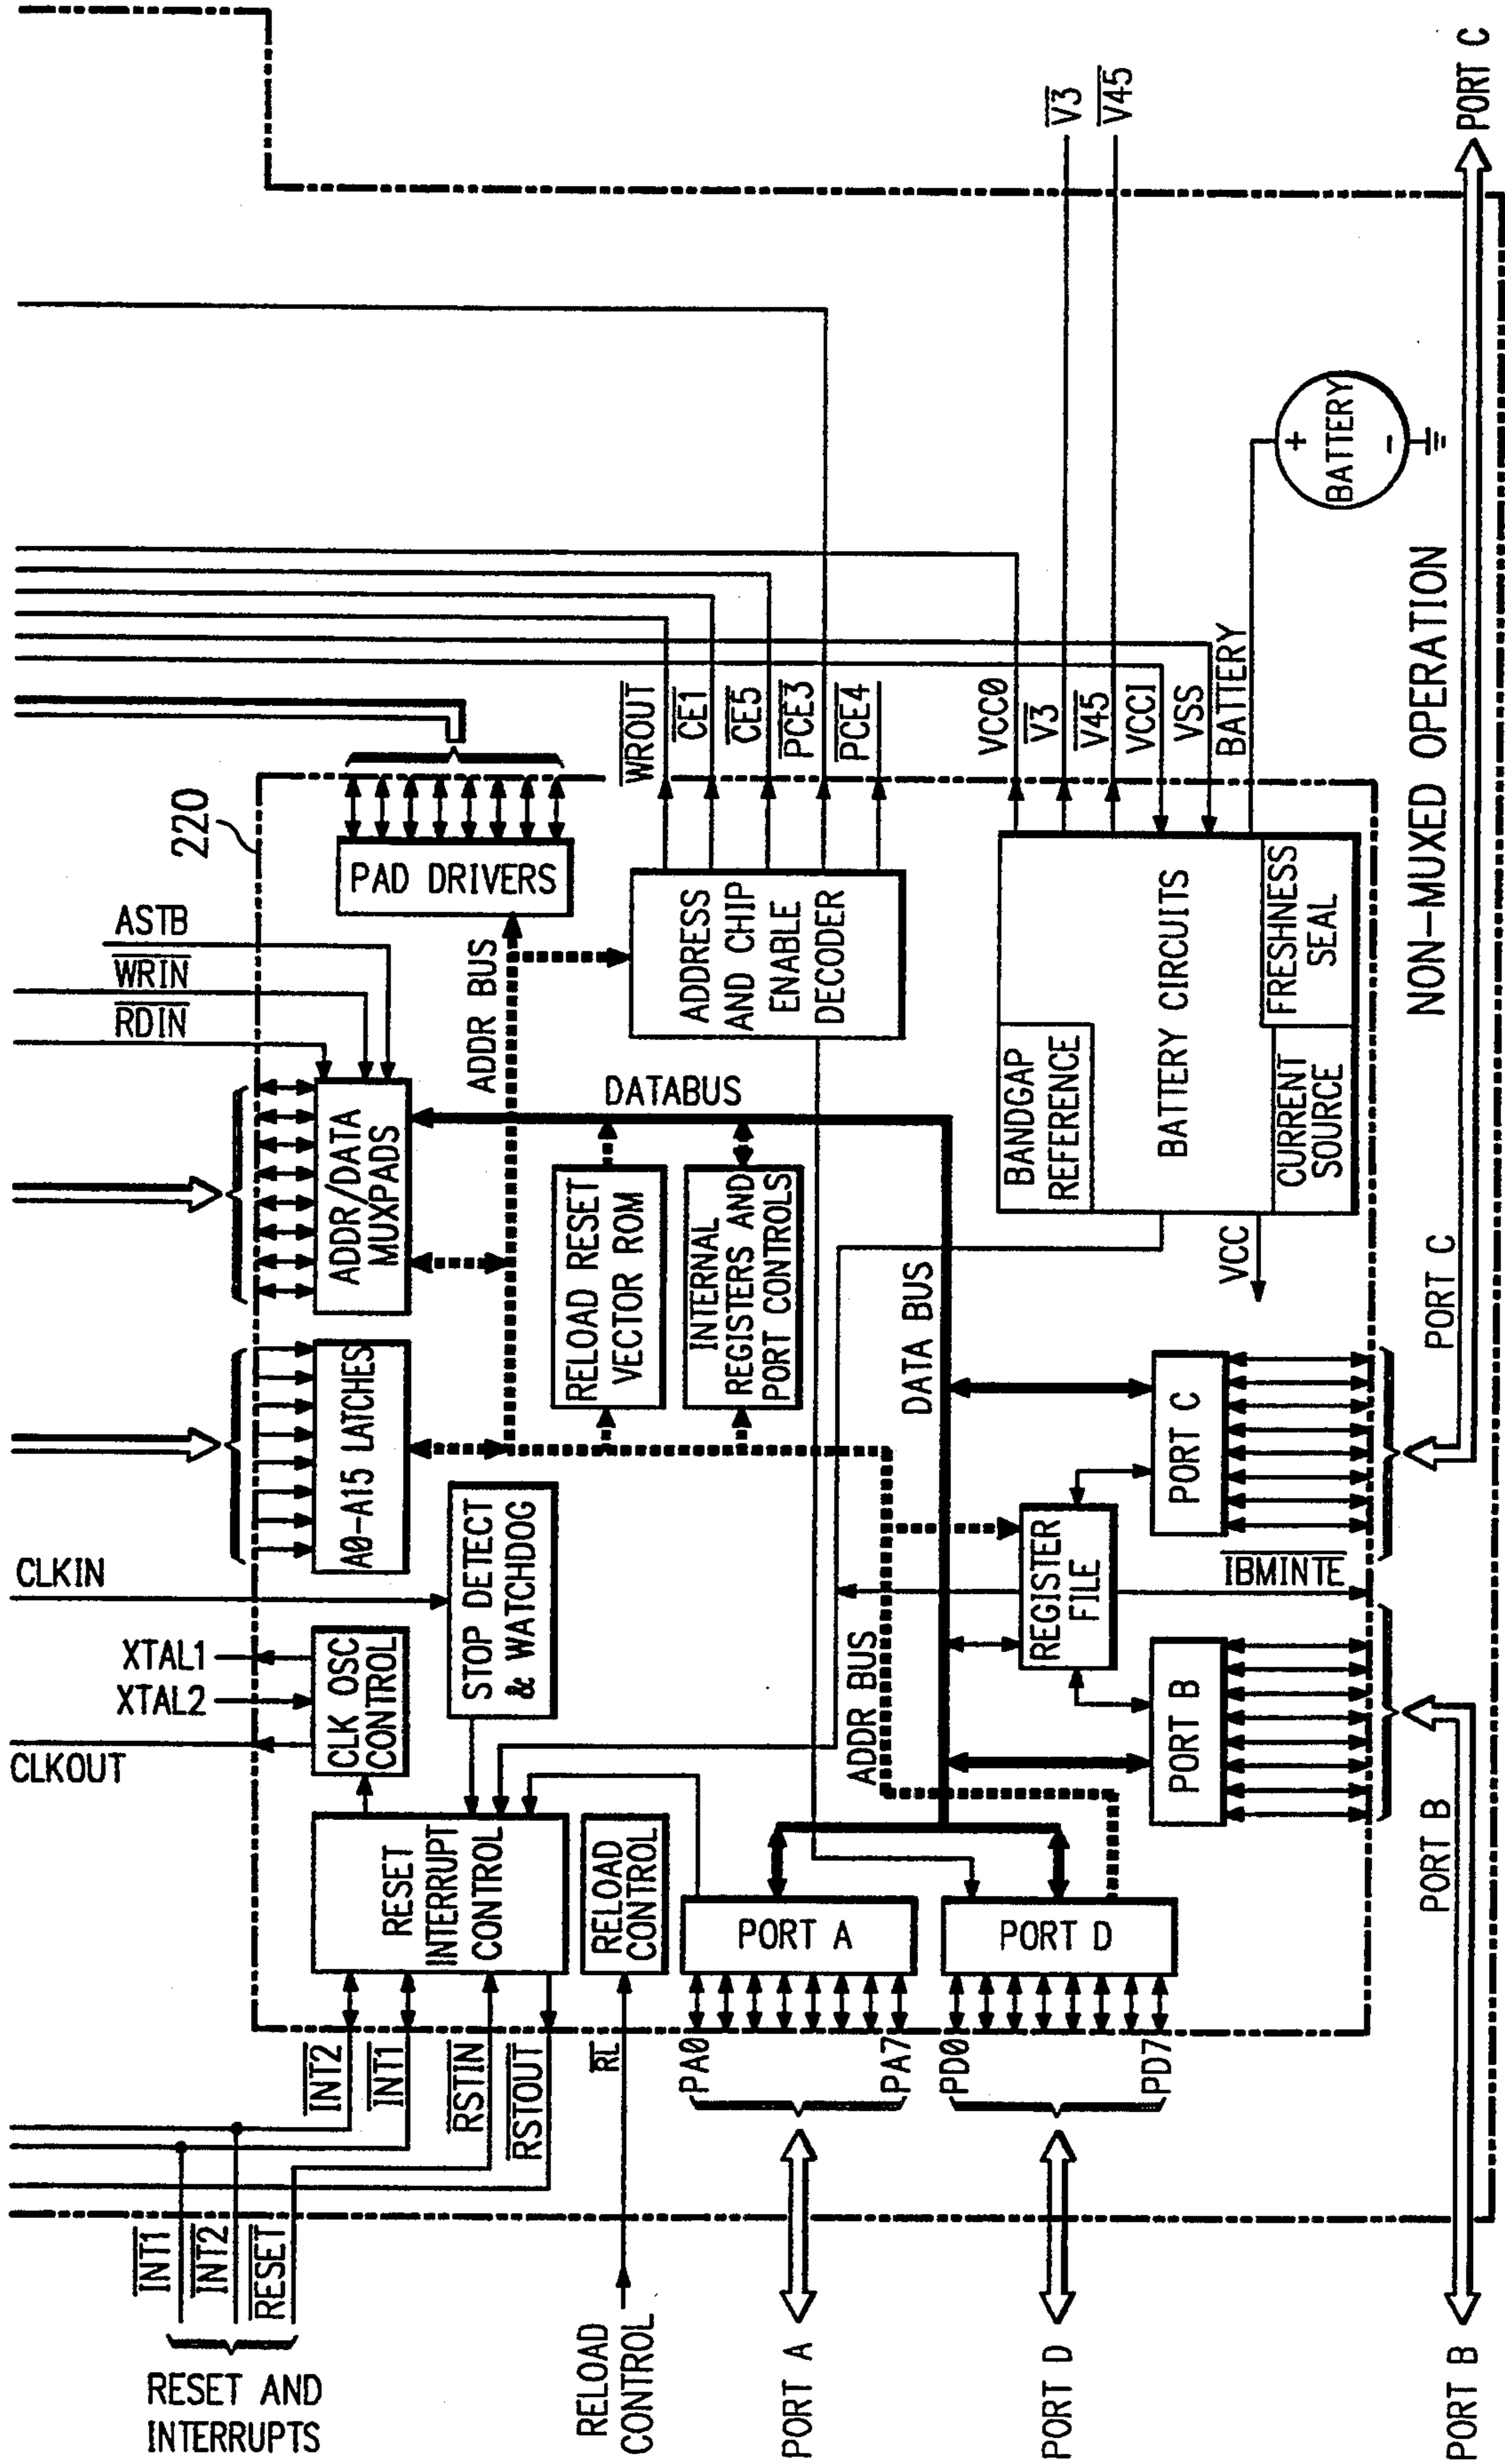 CLKOUT
XTAL2
XTAL1
CLKIN
RDIN
WRIN
ASTB
220
INT1
INT2
RESET
RESET AND
INTERRUPTS
INT2
INT1
RSTIN
RSTOUT
RESET
INTERRUPT
CONTROL
CLK OSC
CONTROL
STOP DETECT
& WATCHDOG
A0-A15 LATCHES
ADDR/DATA
MUXPADS
ADDR BUS
PAD DRIVERS
RELOAD
CONTROL
RL
RELOAD
CONTROL
RELOAD RESET
VECTOR ROM
DATABUS
INTERNAL
REGISTERS AND
PORT CONTROLS
ADDRESS
AND CHIP
ENABLE
DECODER
WROUT
CE1
CE5
PCE3
PCE4
PORT A
PA0
PA7
PORT A
ADDR BUS
DATA BUS
PORT D
PD0
PD7
PORT D
REGISTER
FILE
BANDGAP
REFERENCE
BATTERY CIRCUITS
CURRENT
SOURCE
FRESHNESS
SEAL
VCC
VCC0
V3
V45
VCCI
VSS
BATTERY
V3
V45
+
BATTERY
-
PORT B
IBMINTE
PORT C
PORT B
PORT C
NON-MUXED OPERATION
PORT B
PORT C